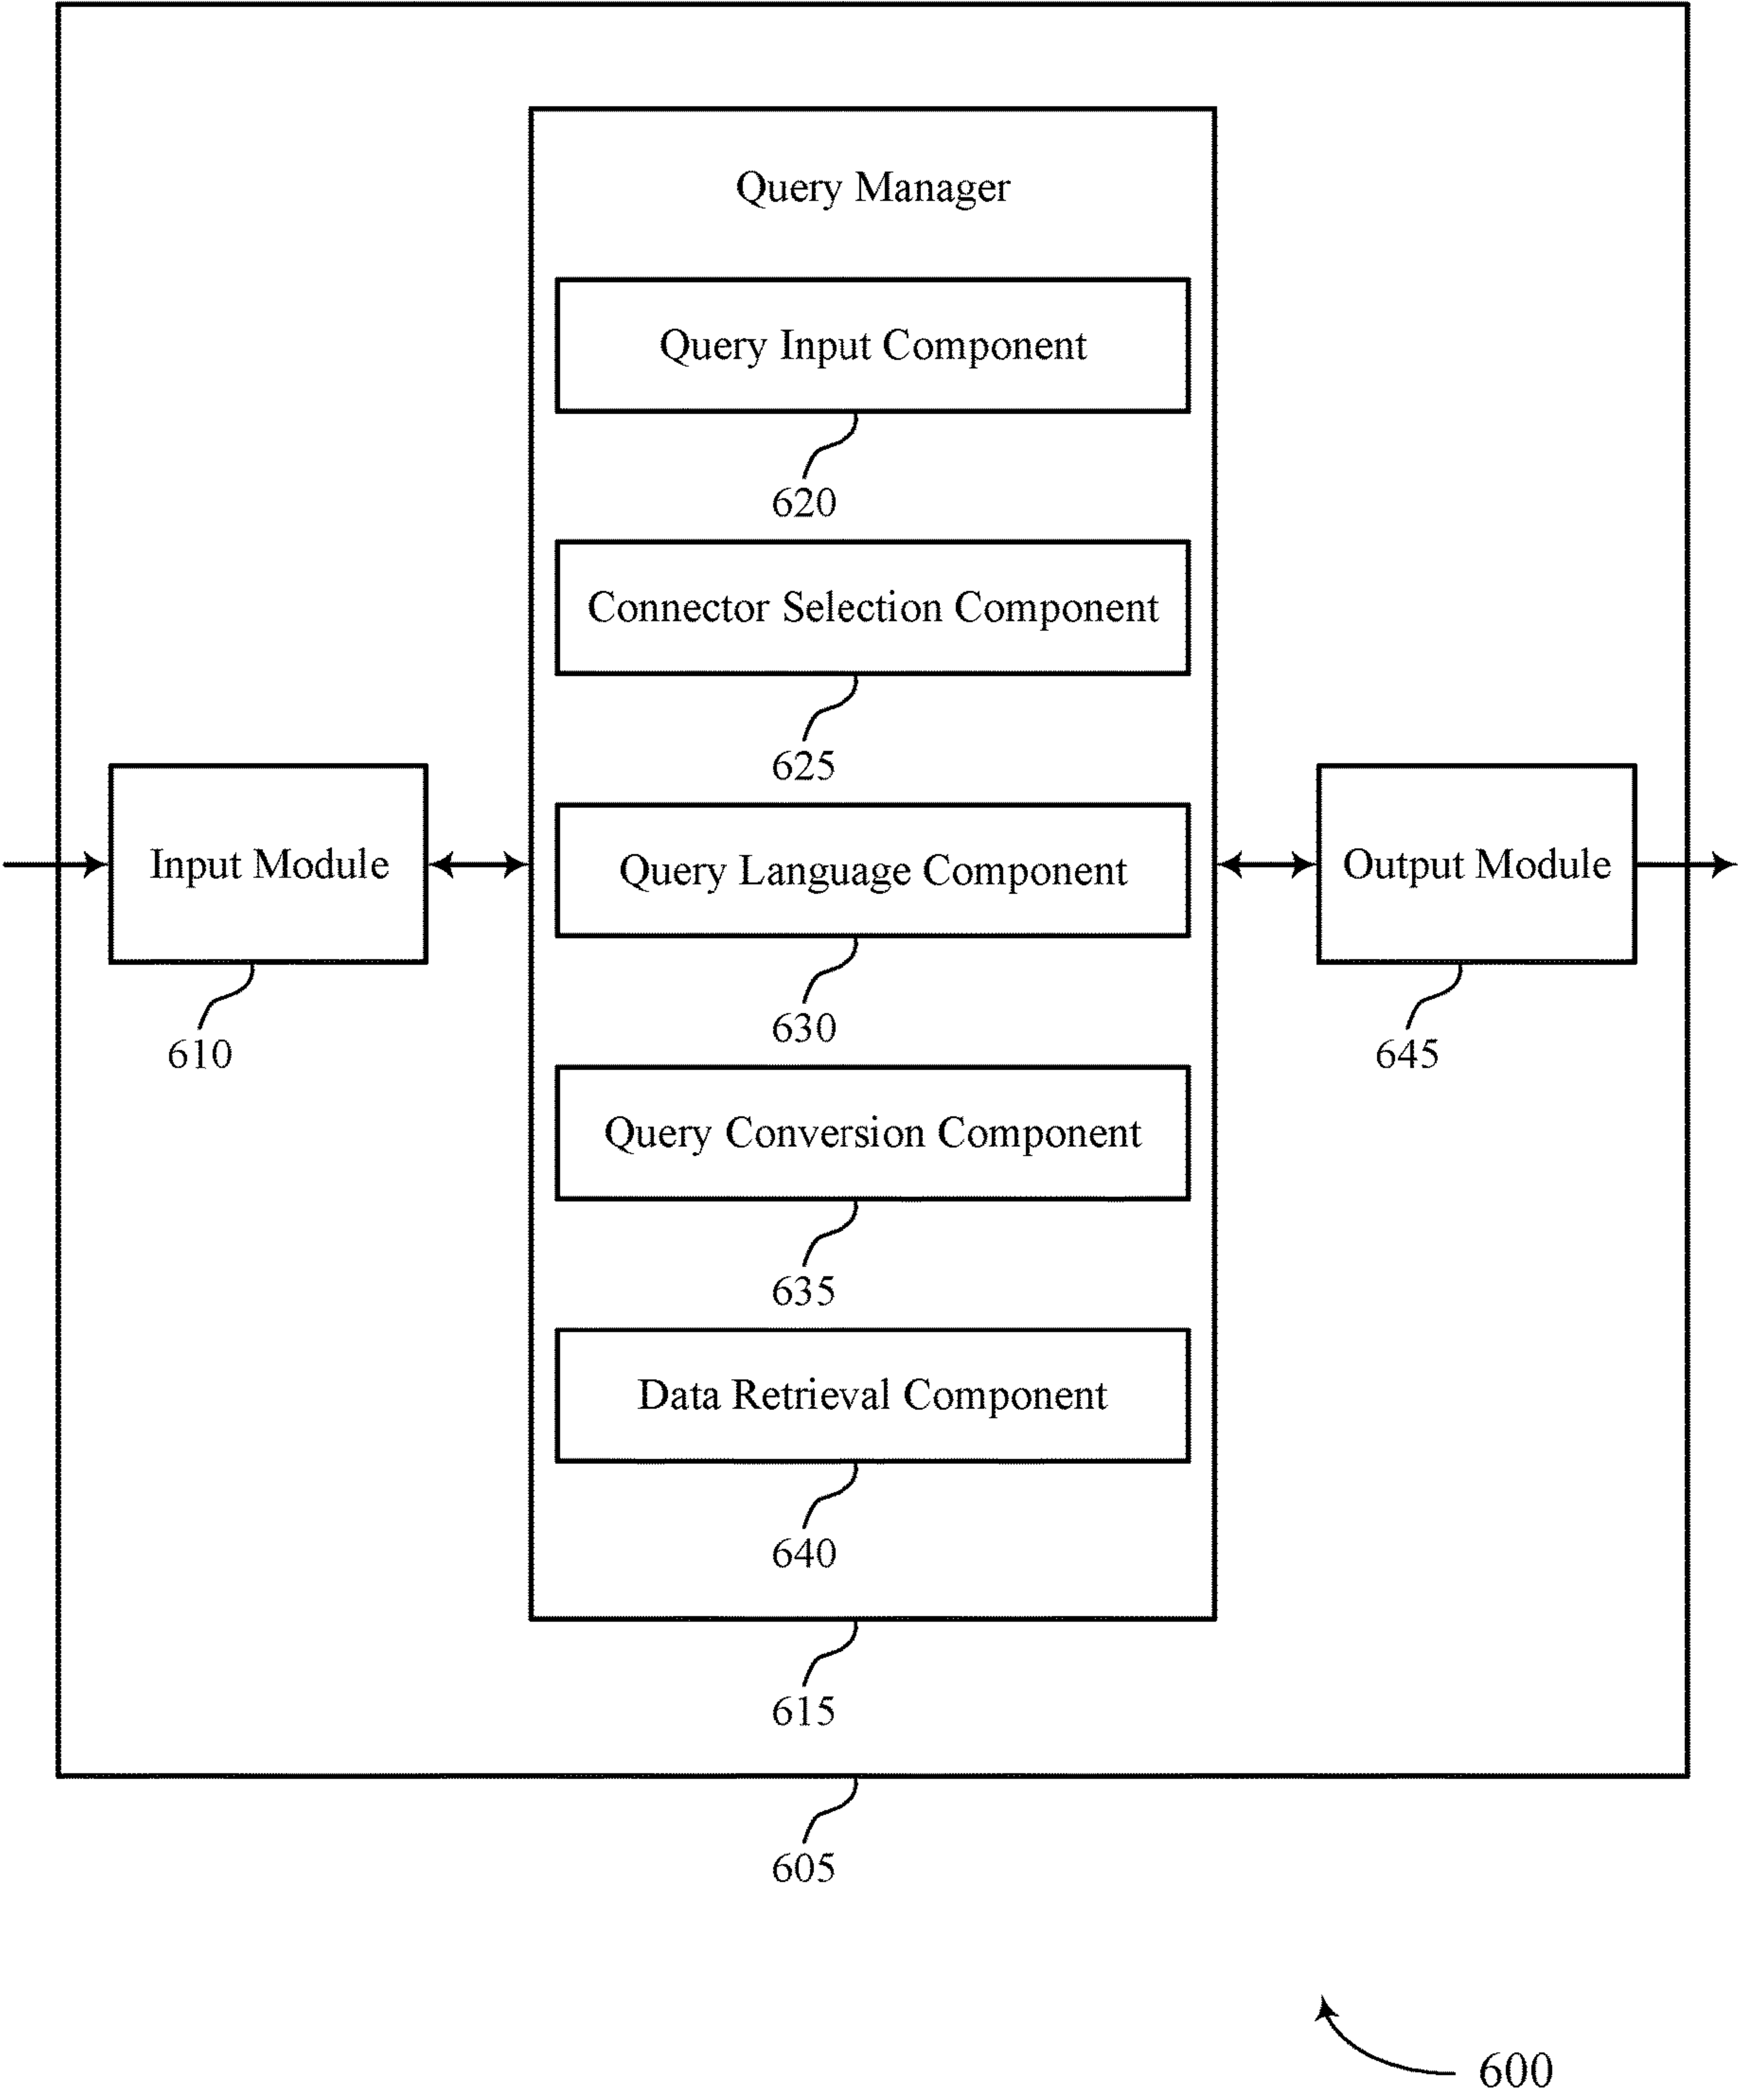 Query Manager
Query Input Component
620
Connector Selection Component
625
Input Module
610
Query Language Component
630
Output Module
645
Query Conversion Component
635
Data Retrieval Component
640
615
605
600